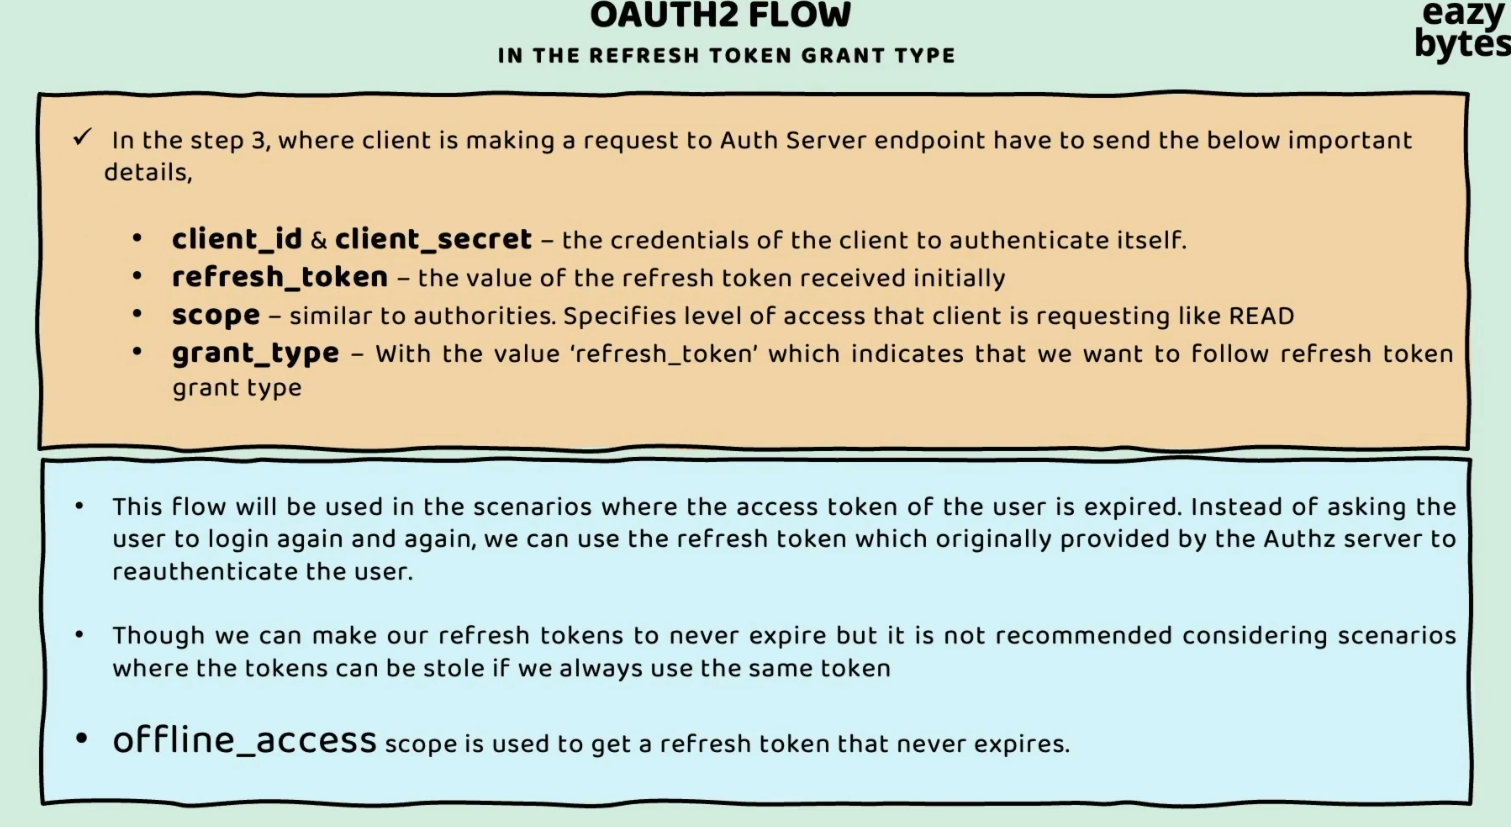 OAUTH2 FLOW
eazy
bytes
IN THE REFRESH TOKEN GRANT TYPE
✓ In the step 3, where client is making a request to Auth Server endpoint have to send the below important
details,
• client_id & client_secret – the credentials of the client to authenticate itself.
• refresh_token – the value of the refresh token received initially
• scope – similar to authorities. Specifies level of access that client is requesting like READ
• grant_type – With the value ‘refresh_token’ which indicates that we want to follow refresh token
grant type
• This flow will be used in the scenarios where the access token of the user is expired. Instead of asking the
user to login again and again, we can use the refresh token which originally provided by the Authz server to
reauthenticate the user.
• Though we can make our refresh tokens to never expire but it is not recommended considering scenarios
where the tokens can be stole if we always use the same token
• offline_access scope is used to get a refresh token that never expires.